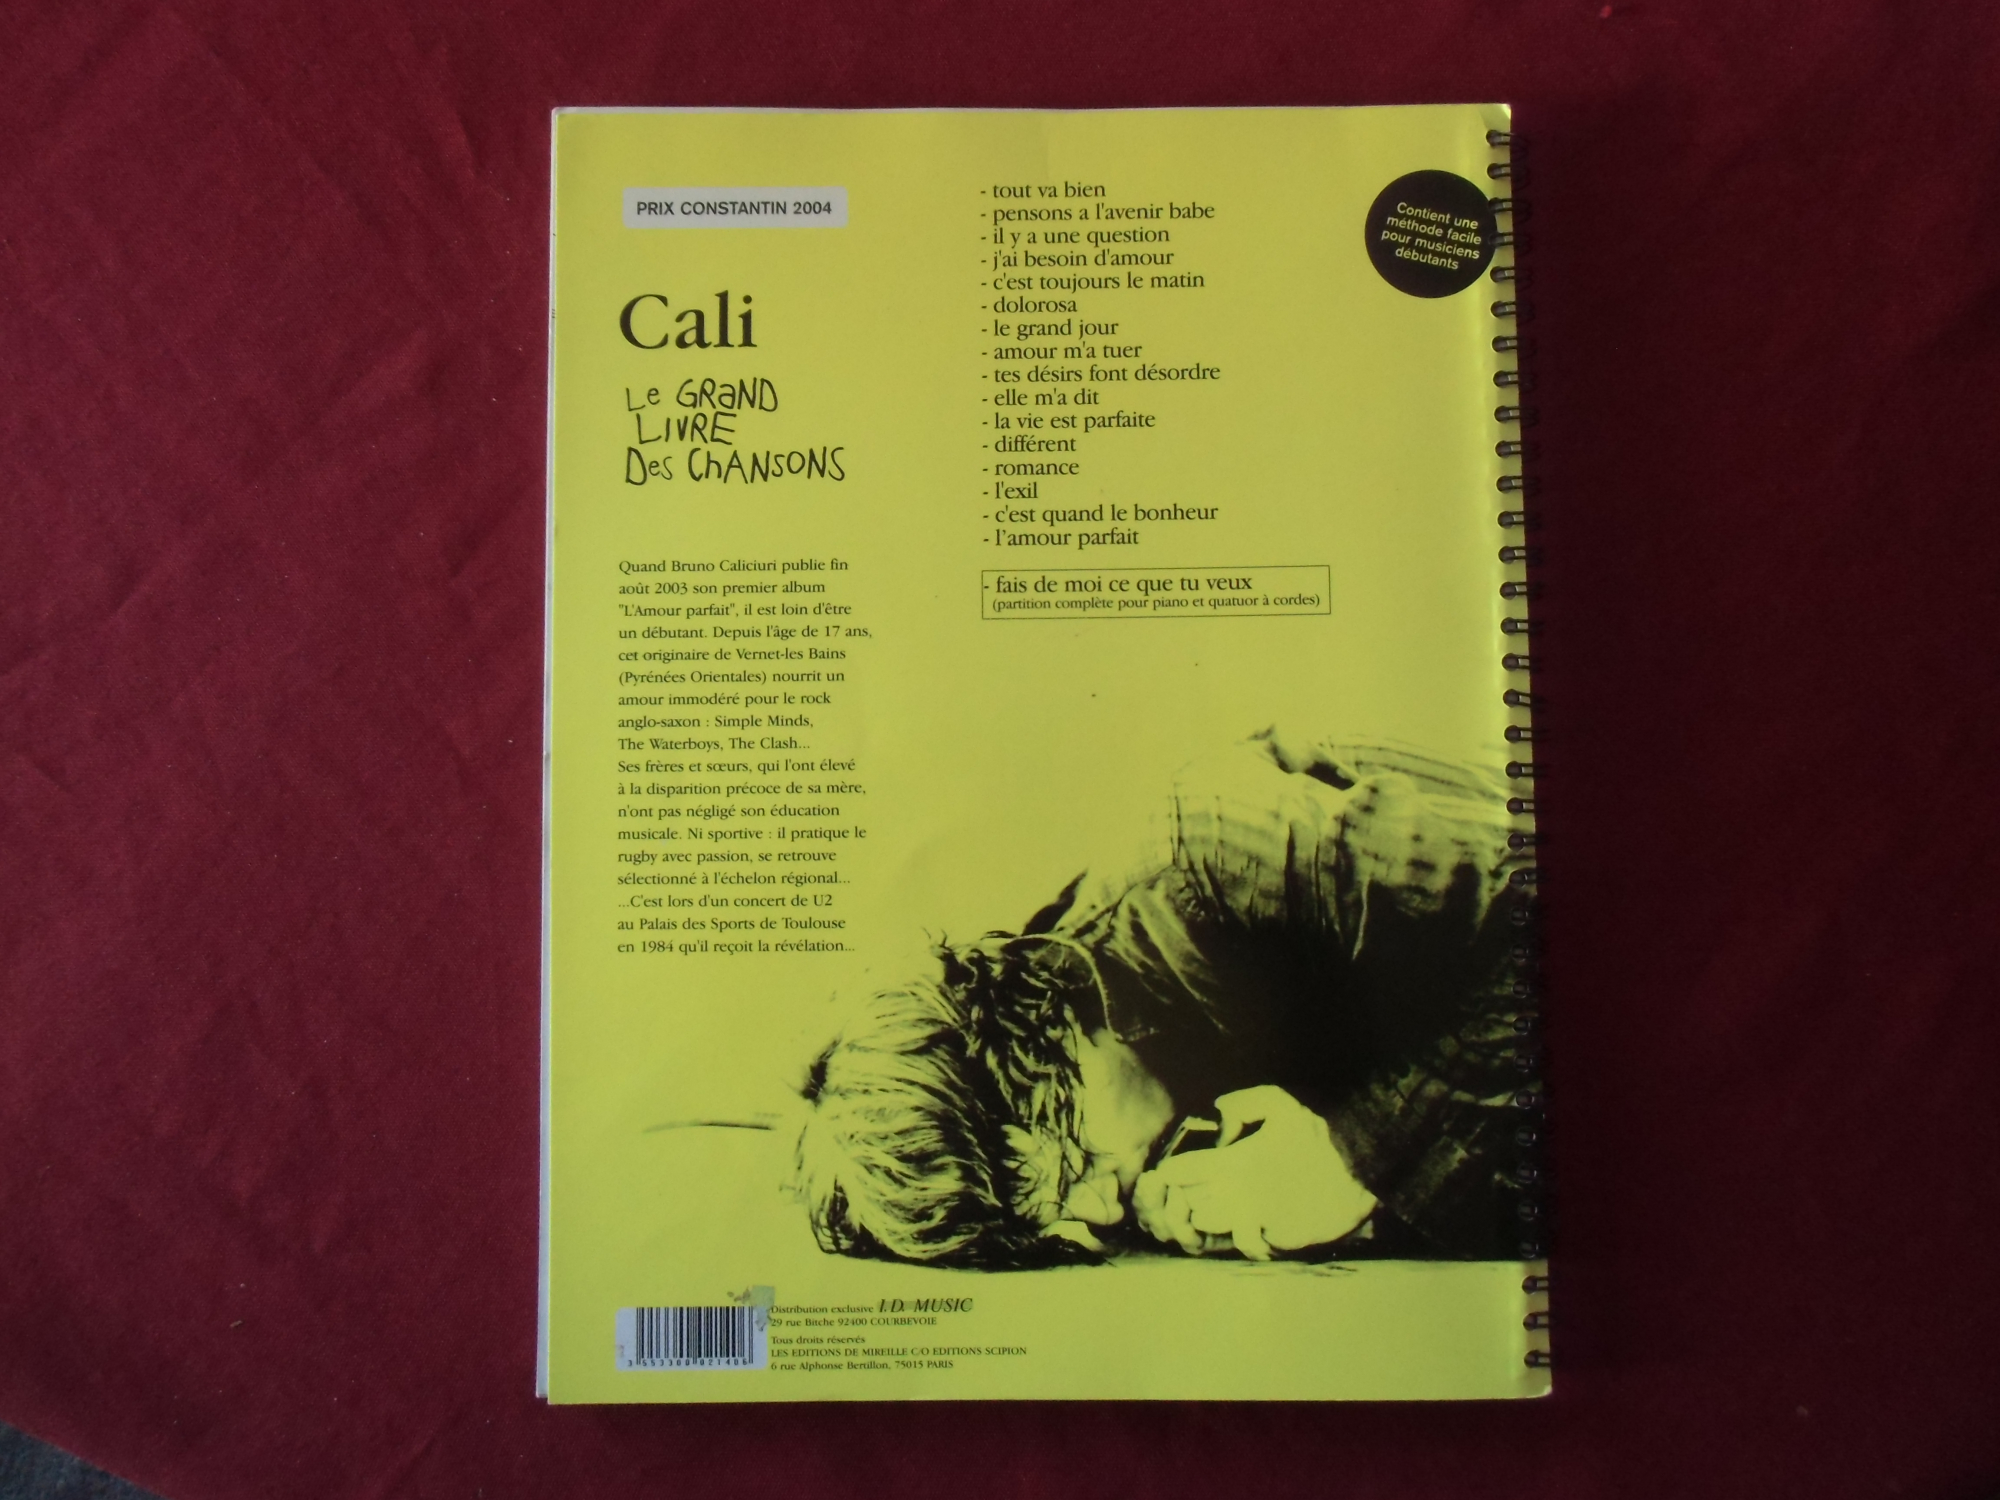 PRIX CONSTANTIN 2004
Cali
Le GRaND
LIVRE
Des ChANSONS
Quand Bruno Caliciuri publie fin
août 2003 son premier album
"L'Amour parfait", il est loin d'être
un débutant. Depuis l'âge de 17 ans,
cet originaire de Vernet-les Bains
(Pyrénées Orientales) nourrit un
amour immodéré pour le rock
anglo-saxon : Simple Minds,
The Waterboys, The Clash...
Ses frères et sœurs, qui l'ont élevé
à la disparition précoce de sa mère,
n'ont pas négligé son éducation
musicale. Ni sportive : il pratique le
rugby avec passion, se retrouve
sélectionné à l'échelon régional...
...C'est lors d'un concert de U2
au Palais des Sports de Toulouse
en 1984 qu'il reçoit la révélation...
- tout va bien
- pensons a l'avenir babe
- il y a une question
- j'ai besoin d'amour
- c'est toujours le matin
- dolorosa
- le grand jour
- amour m'a tuer
- tes désirs font désordre
- elle m'a dit
- la vie est parfaite
- différent
- romance
- l'exil
- c'est quand le bonheur
- l'amour parfait
- fais de moi ce que tu veux
(partition complète pour piano et quatuor à cordes)
Contient une
méthode facile
pour musiciens
débutants
3 553300 021406
Distribution exclusive I.D. MUSIC
29 rue Bitche 92400 COURBEVOIE
Tous droits réservés
LES EDITIONS DE MIREILLE C/O EDITIONS SCIPION
6 rue Alphonse Bertillon, 75015 PARIS